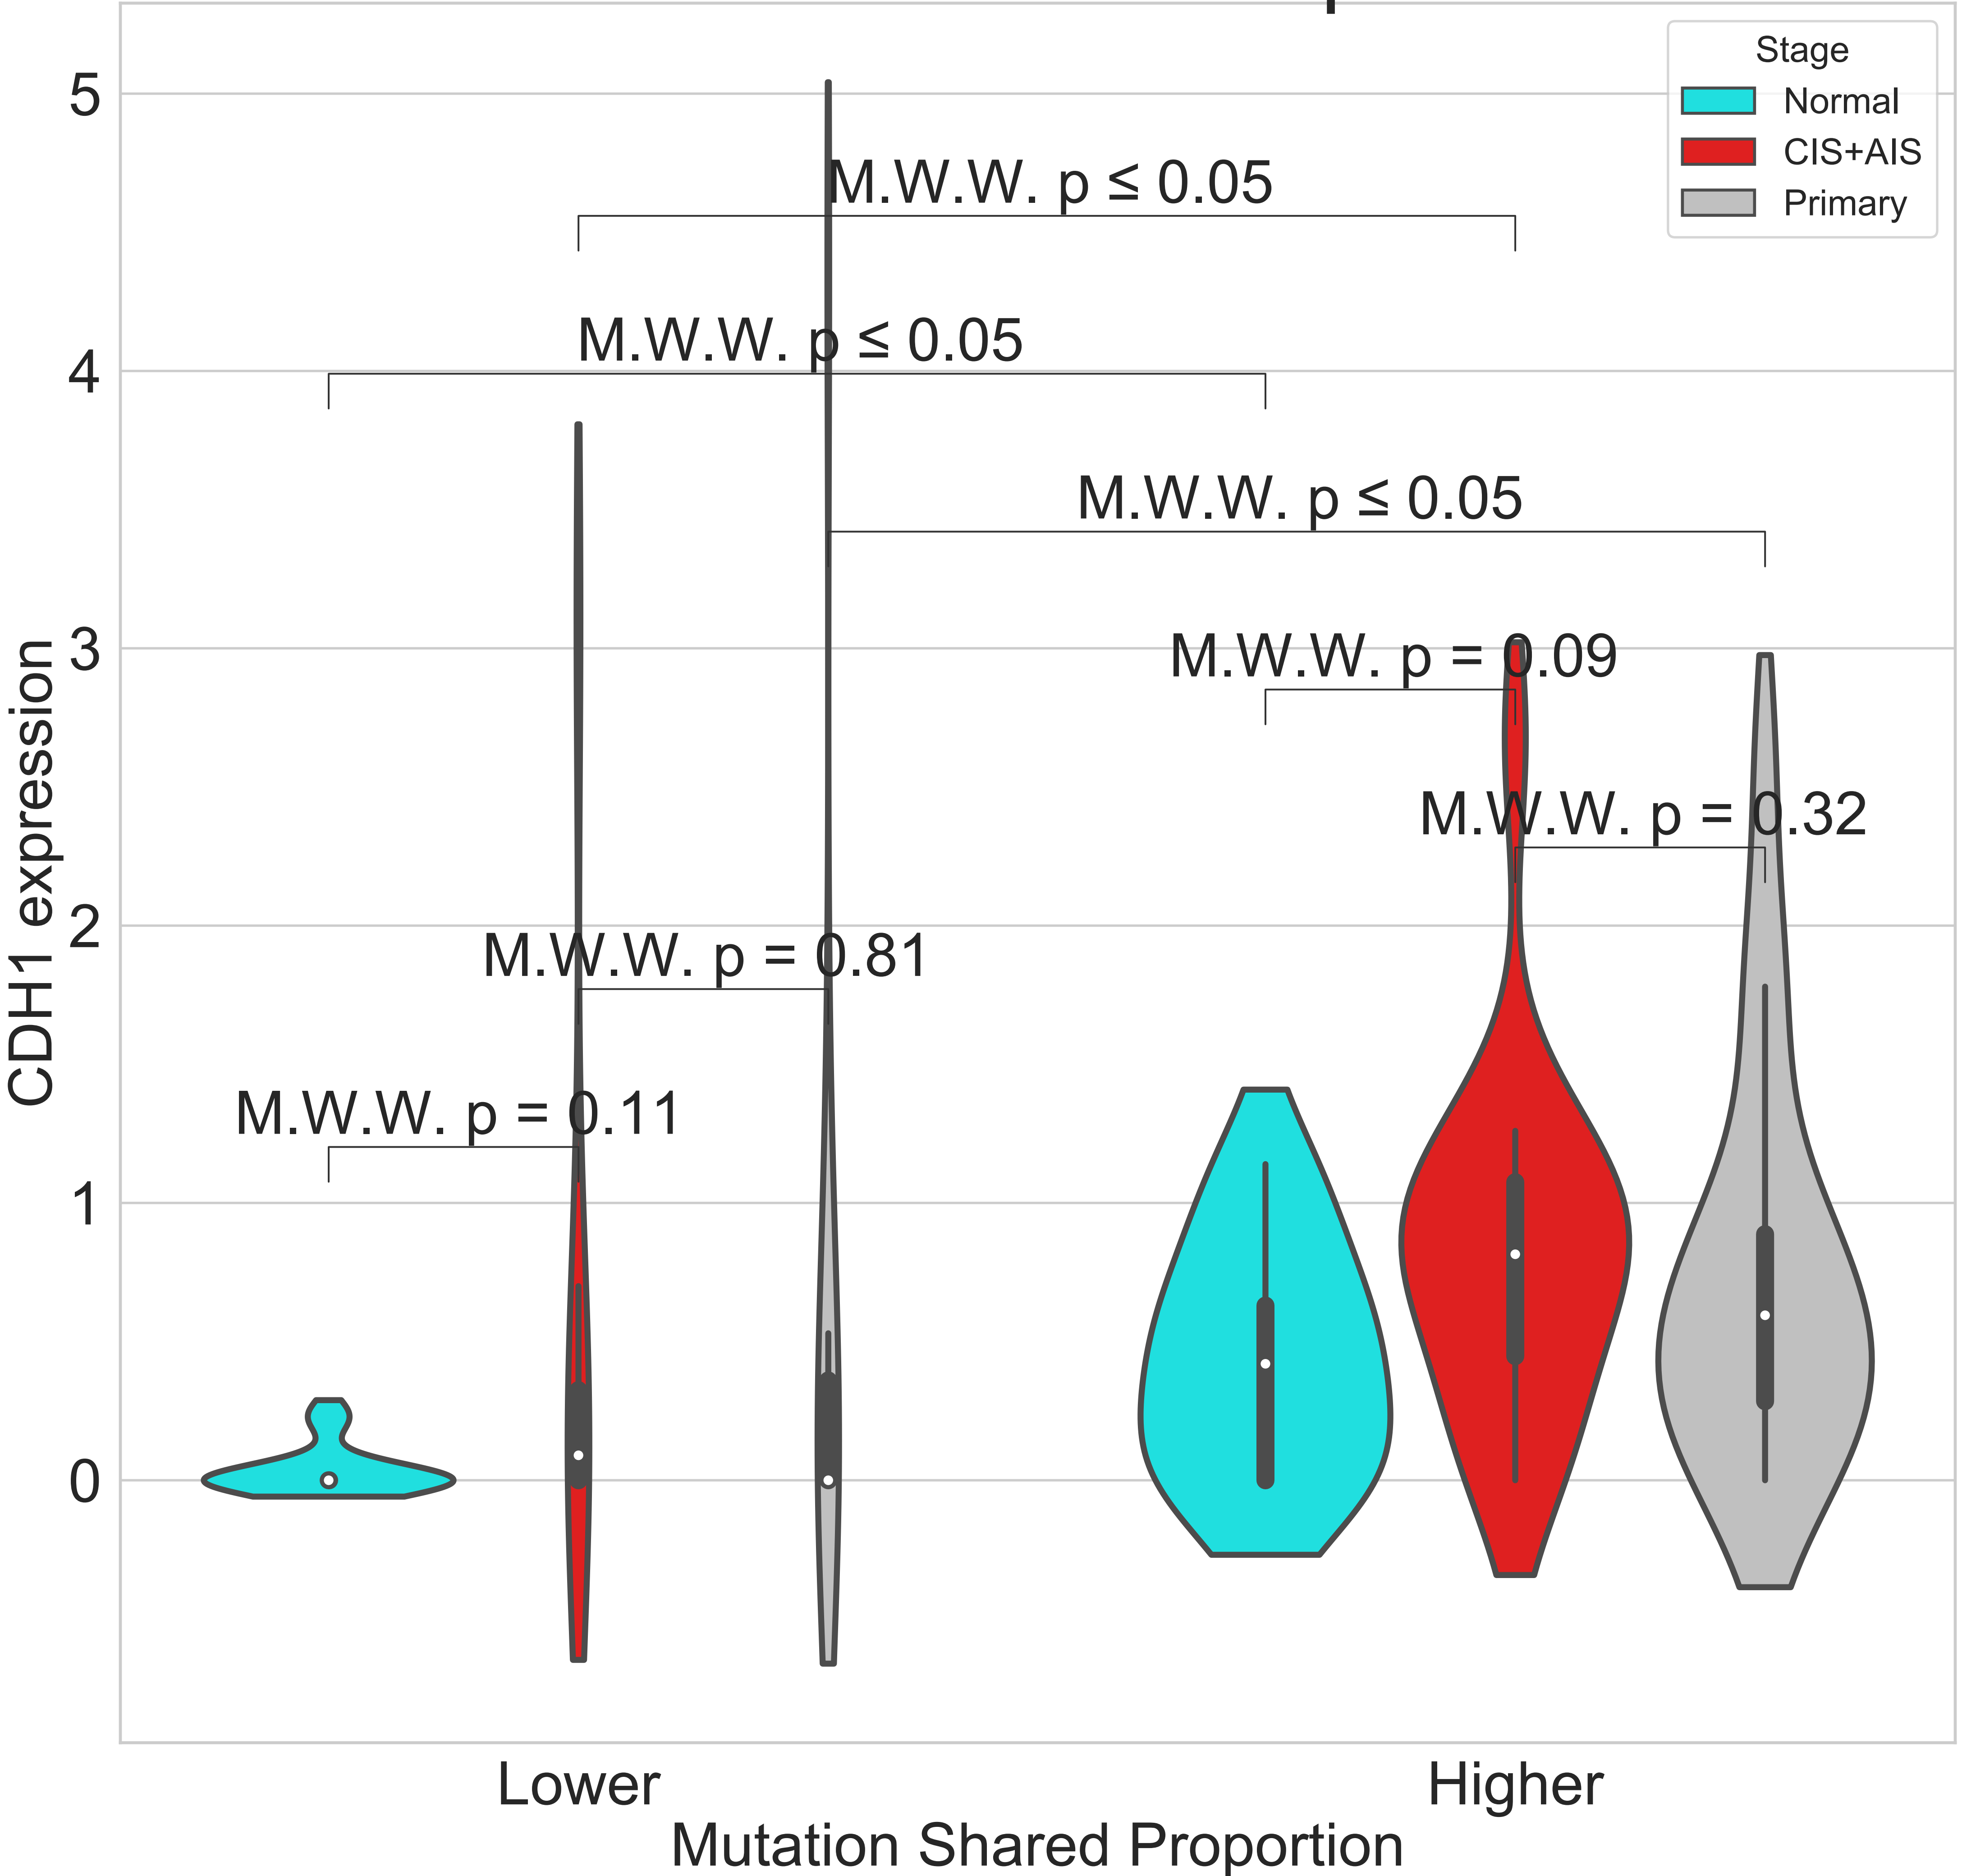 Stage
Normal
CIS+AIS
Primary
5
4
3
2
1
0
CDH1 expression
M.W.W. p ≤ 0.05
M.W.W. p ≤ 0.05
M.W.W. p ≤ 0.05
M.W.W. p = 0.09
M.W.W. p = 0.32
M.W.W. p = 0.81
M.W.W. p = 0.11
Lower
Higher
Mutation Shared Proportion